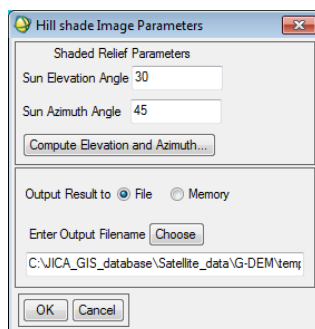 Hill shade Image Parameters
Shaded Relief Parameters
Sun Elevation Angle 30
Sun Azimuth Angle 45
Compute Elevation and Azimuth...
Output Result to File Memory
Enter Output Filename Choose
C:\JICA_GIS_database\Satellite_data\G-DEM\temp
OK Cancel